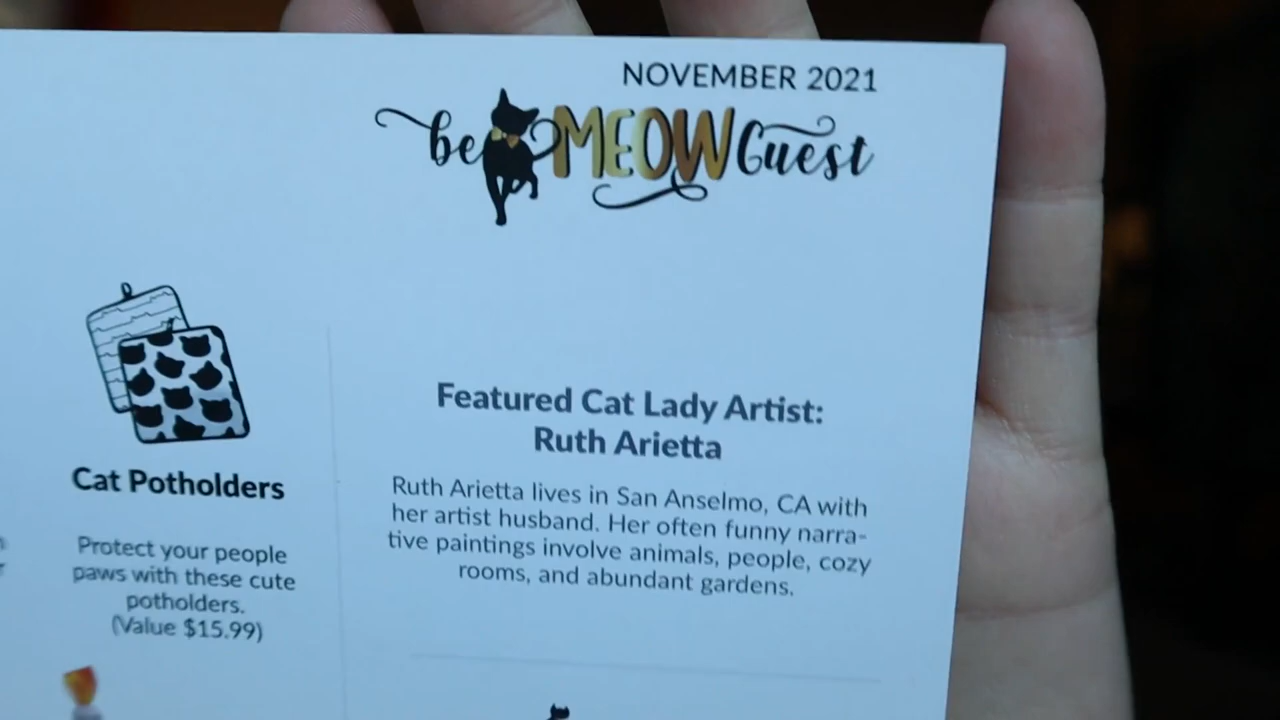 NOVEMBER 2021
be MEOW Guest
Cat Potholders
Protect your people
paws with these cute
potholders.
(Value $15.99)
Featured Cat Lady Artist:
Ruth Arietta
Ruth Arietta lives in San Anselmo, CA with
her artist husband. Her often funny narra-
tive paintings involve animals, people, cozy
rooms, and abundant gardens.